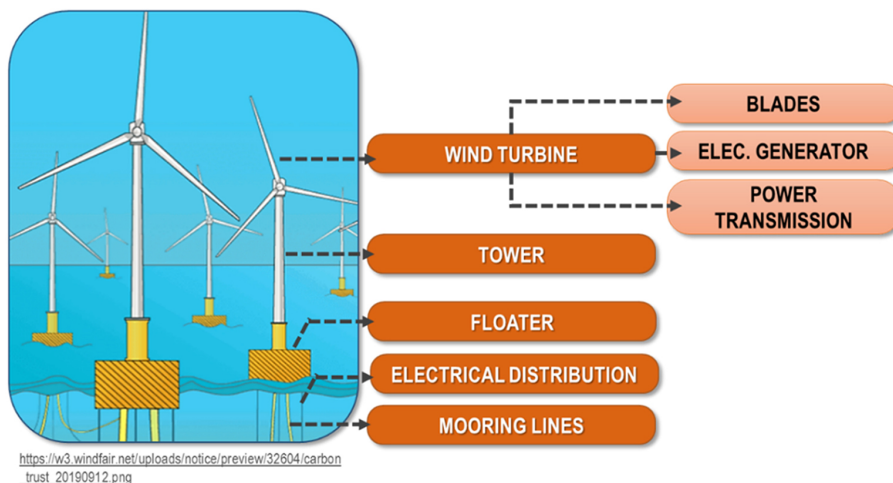 BLADES
WIND TURBINE
ELEC. GENERATOR
POWER
TRANSMISSION
TOWER
FLOATER
ELECTRICAL DISTRIBUTION
MOORING LINES
https://w3.windfair.net/uploads/notice/preview/32604/carbon
_trust_20190912.png